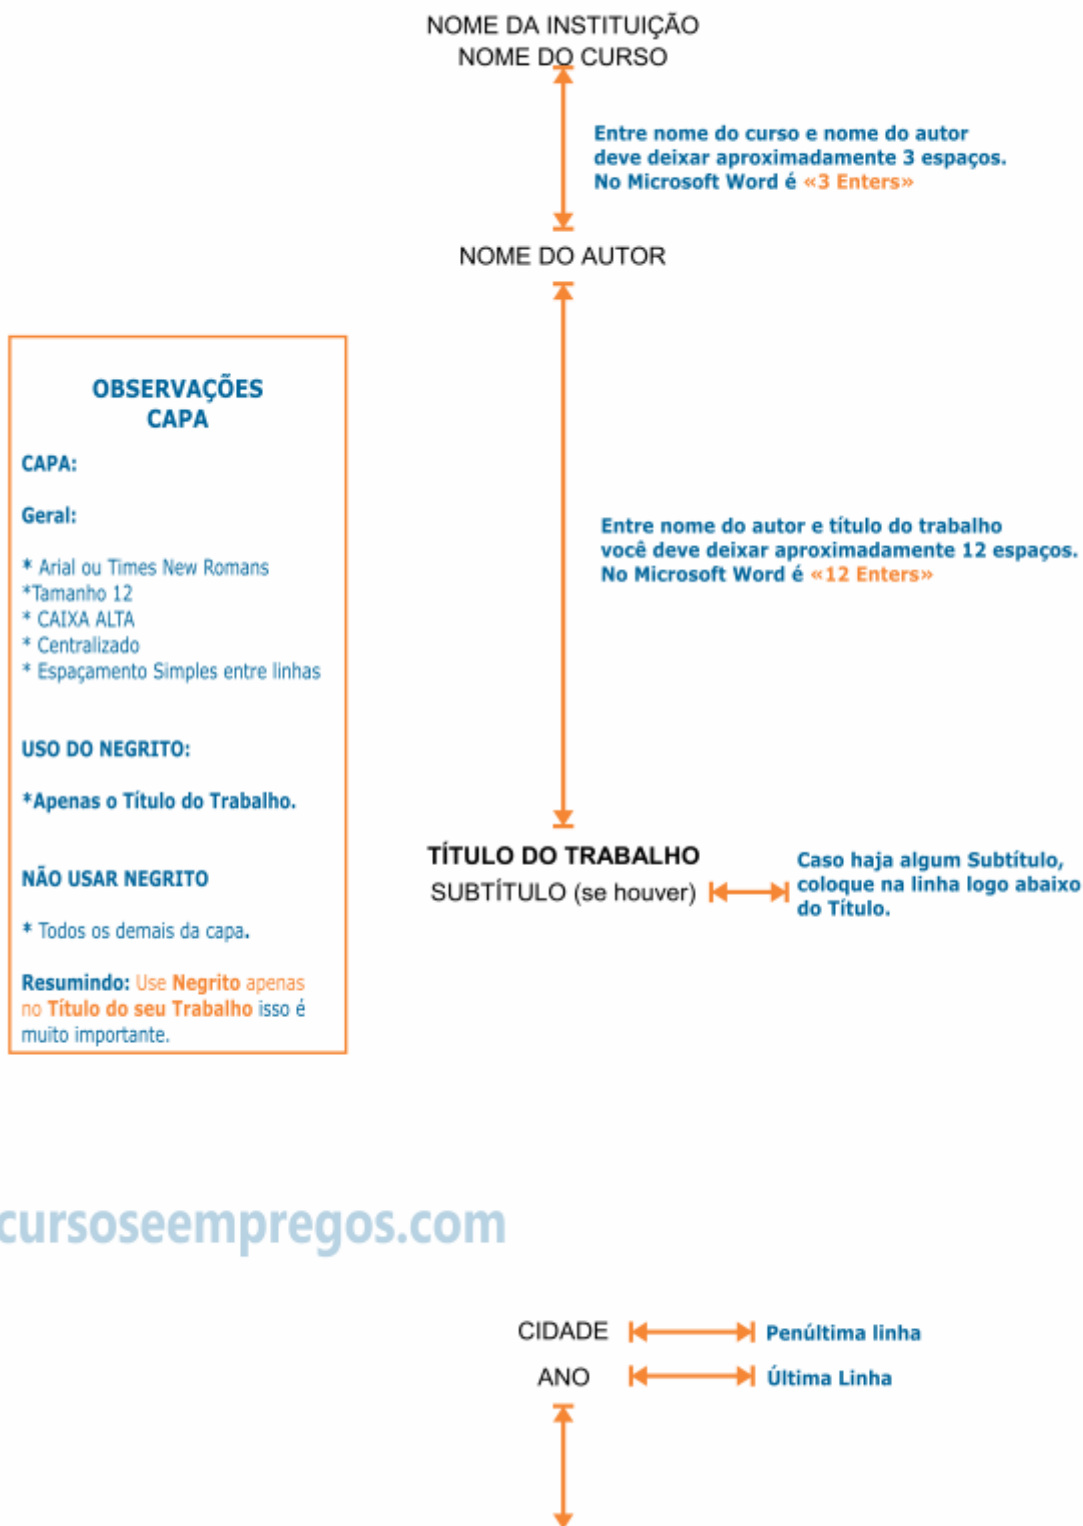 NOME DA INSTITUIÇÃO
NOME DO CURSO
Entre nome do curso e nome do autor
deve deixar aproximadamente 3 espaços.
No Microsoft Word é «3 Enters»
NOME DO AUTOR
OBSERVAÇÕES
CAPA
CAPA:
Geral:
* Arial ou Times New Romans
*Tamanho 12
* CAIXA ALTA
* Centralizado
* Espaçamento Simples entre linhas
USO DO NEGRITO:
*Apenas o Título do Trabalho.
NÃO USAR NEGRITO
* Todos os demais da capa.
Resumindo: Use Negrito apenas
no Título do seu Trabalho isso é
muito importante.
Entre nome do autor e título do trabalho
você deve deixar aproximadamente 12 espaços.
No Microsoft Word é «12 Enters»
TÍTULO DO TRABALHO
SUBTÍTULO (se houver)
Caso haja algum Subtítulo,
coloque na linha logo abaixo
do Título.
cursoseempregos.com
CIDADE
Penúltima linha
ANO
Última Linha